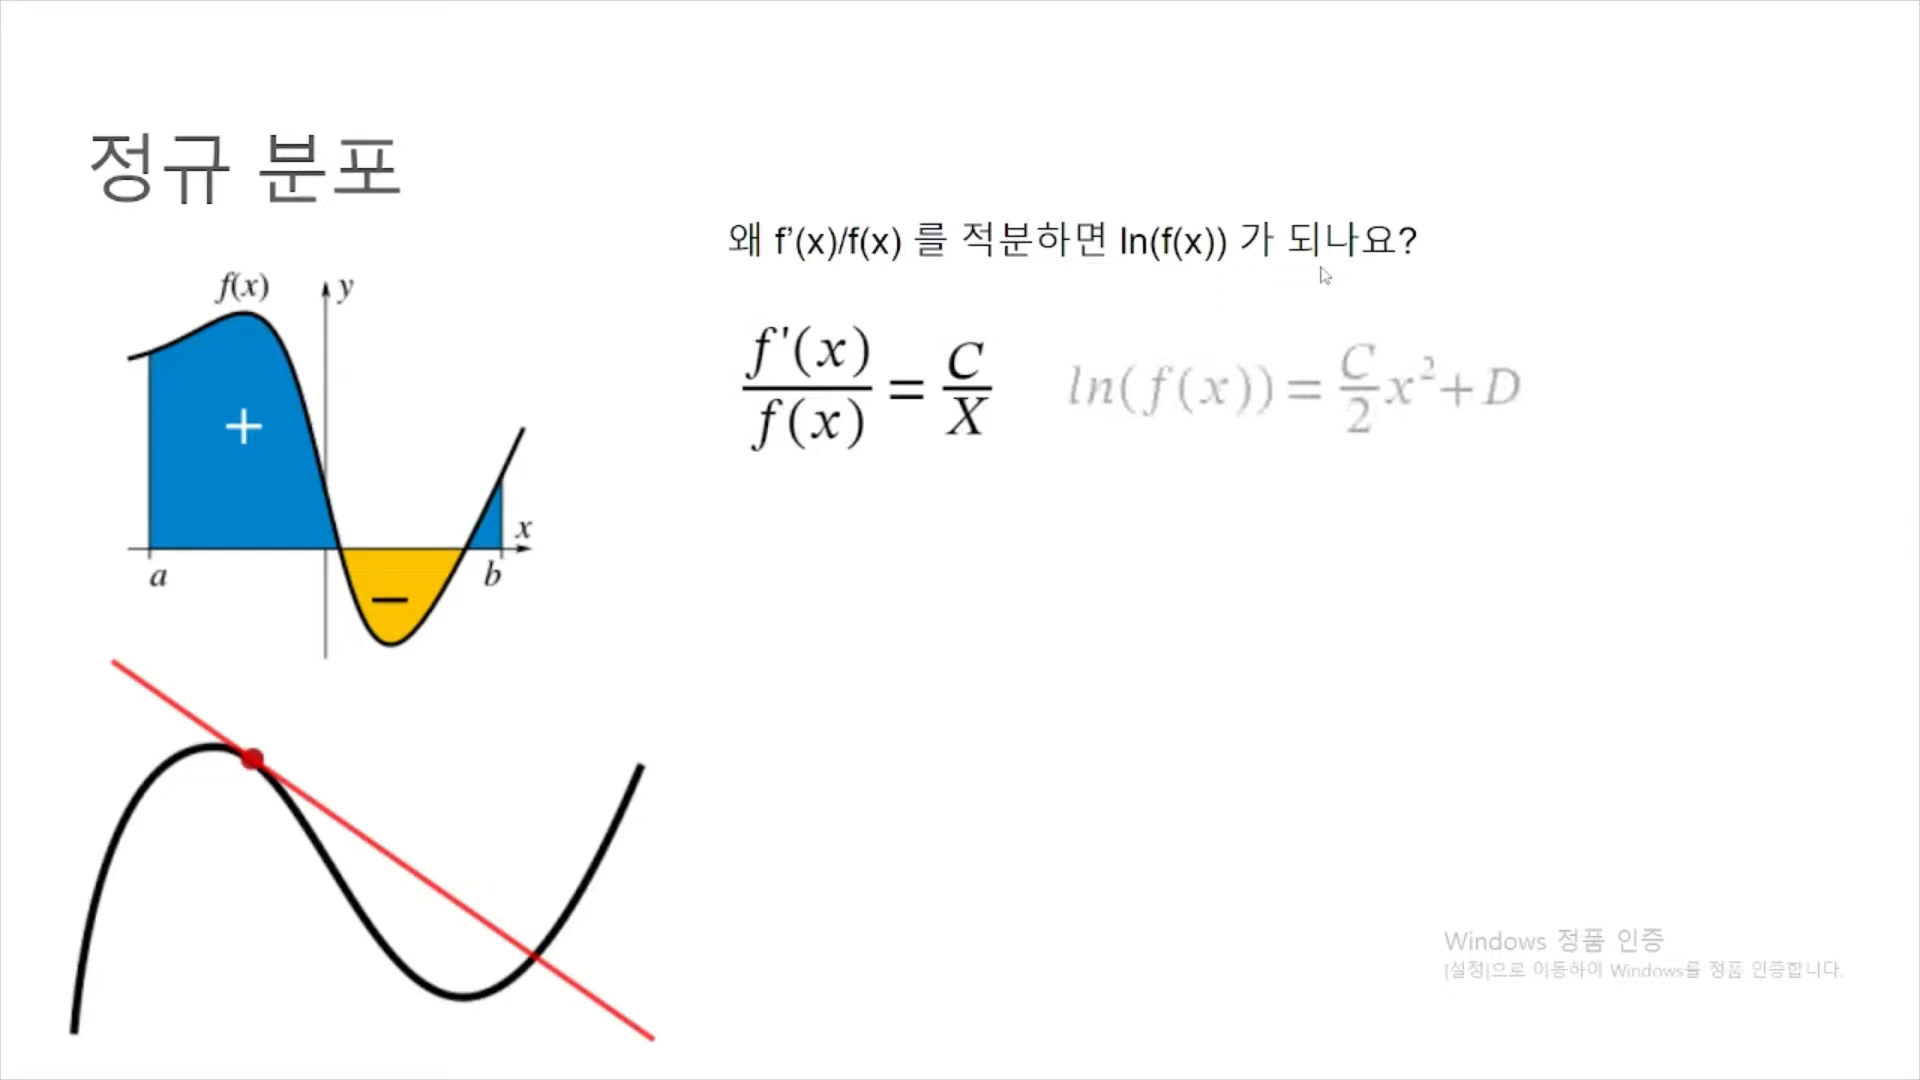 정규 분포
왜 f’(x)/f(x) 를 적분하면 ln(f(x)) 가 되나요?
f'(x)/f(x) = C/X
ln(f(x)) = C/2 x² + D
f(x)
y
+
x
a
b
−
Windows 정품 인증
[설정]으로 이동하여 Windows를 정품 인증합니다.